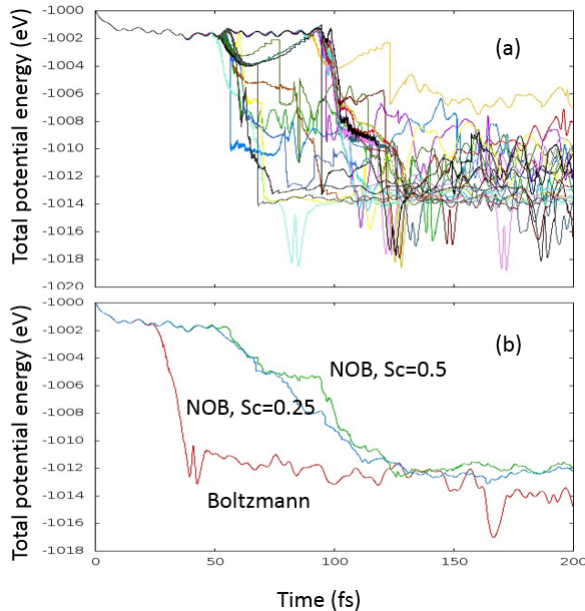 -1000
(a)
-1002
-1004
-1006
-1008
-1010
-1012
-1014
-1016
-1018
-1020
Total potential energy (eV)
-1000
(b)
-1002
-1004
NOB, Sc=0.5
-1006
-1008
NOB, Sc=0.25
-1010
-1012
Boltzmann
-1014
-1016
-1018
Total potential energy (eV)
0 50 100 150 200
Time (fs)